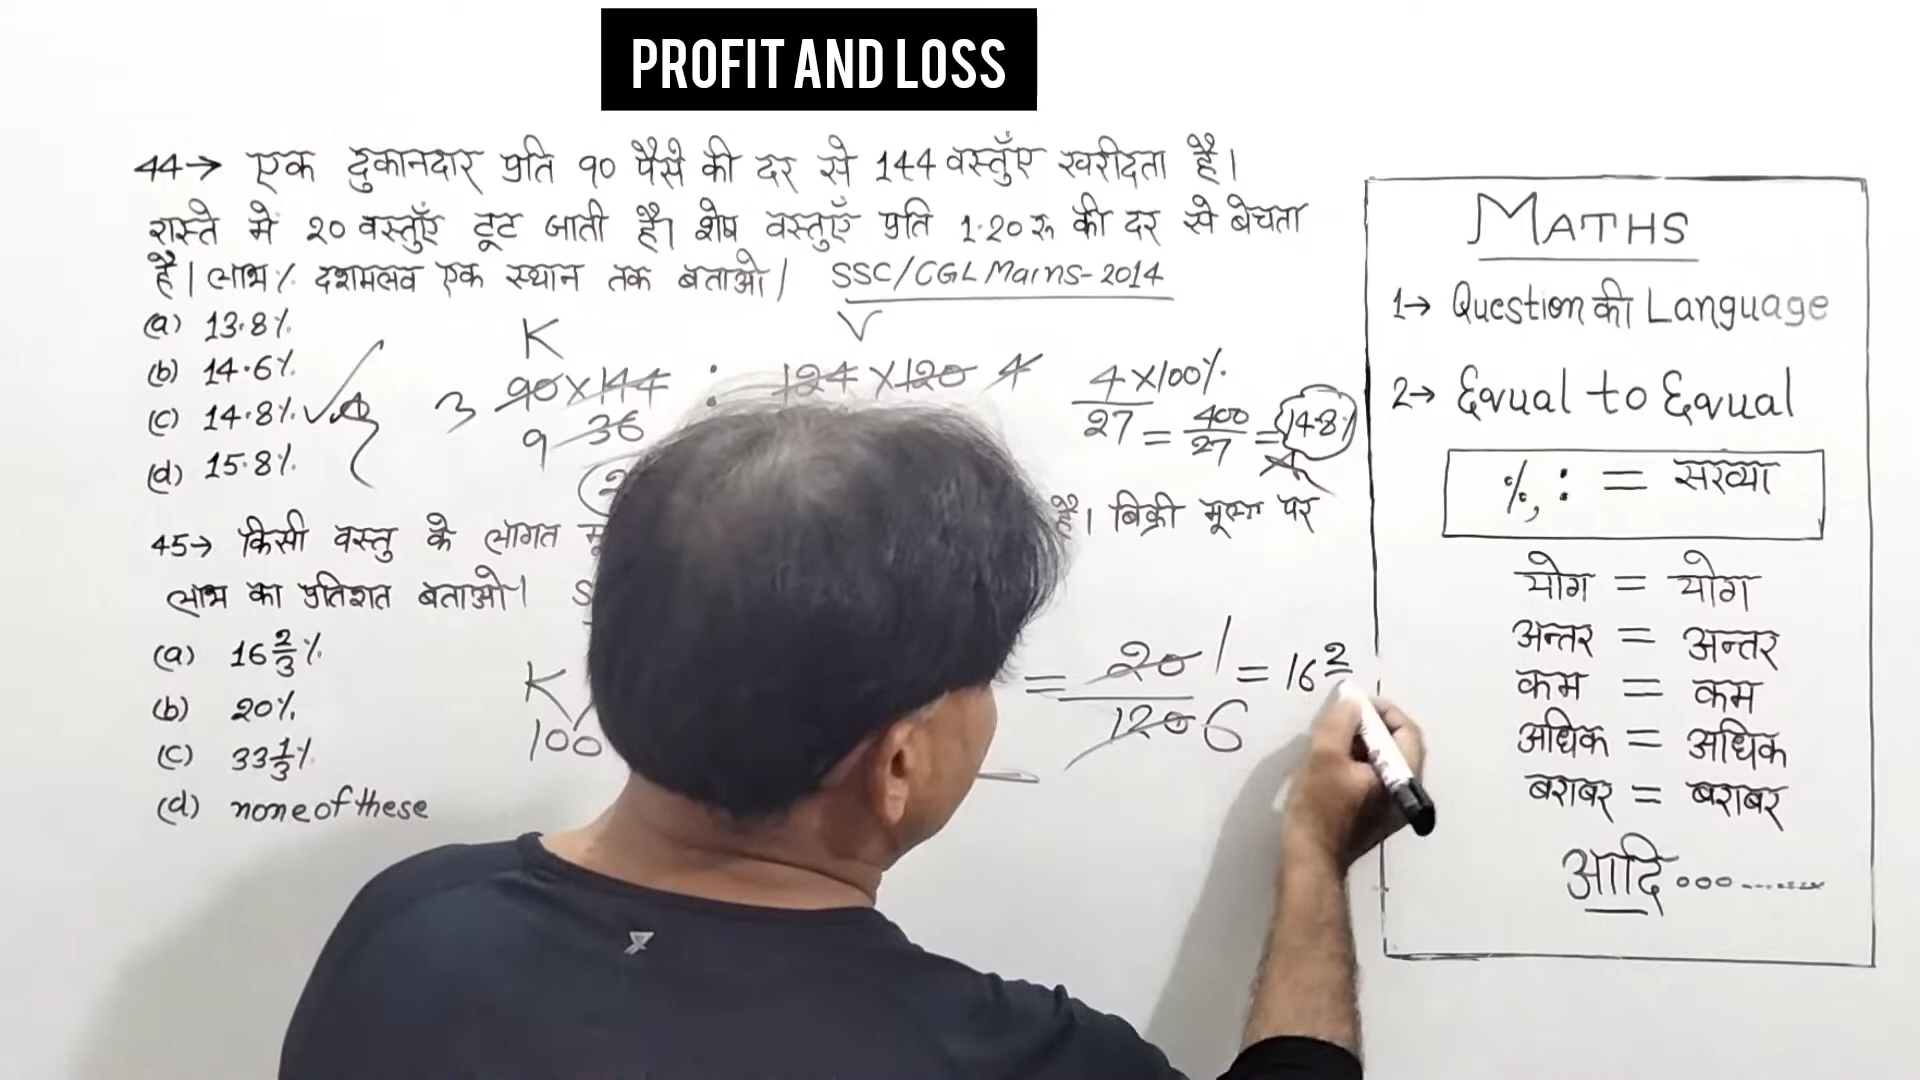 PROFIT AND LOSS
44→ एक दुकानदार प्रति ९० पैसे की दर से 144 वस्तुएँ खरीदता है।
रास्ते में २० वस्तुएँ टूट जाती है। शेष वस्तुएँ प्रति 1.20 रू की दर से बेचता
है। लाभ% दशमलव एक स्थान तक बताओ। SSC/CGL Mains-2014
(a) 13.8%
(b) 14.6%
(c) 14.8%
(d) 15.8%
K V
3 90×144 : 124×120 4
9 36
4×100%
27 = 400
27 = 14.8%
45→ किसी वस्तु के लागत है। बिक्री मूल्य पर
लाभ का प्रतिशत बताओ।
(a) 16 2/3%
(b) 20%
(c) 33 1/3%
(d) none of these
K
100
= 20 1
120 6
= 16 2
MATHS
1→ Question की Language
2→ Equal to Equal
%, : = संख्या
योग = योग
अन्तर = अन्तर
कम = कम
अधिक = अधिक
बराबर = बराबर
आदि ...........